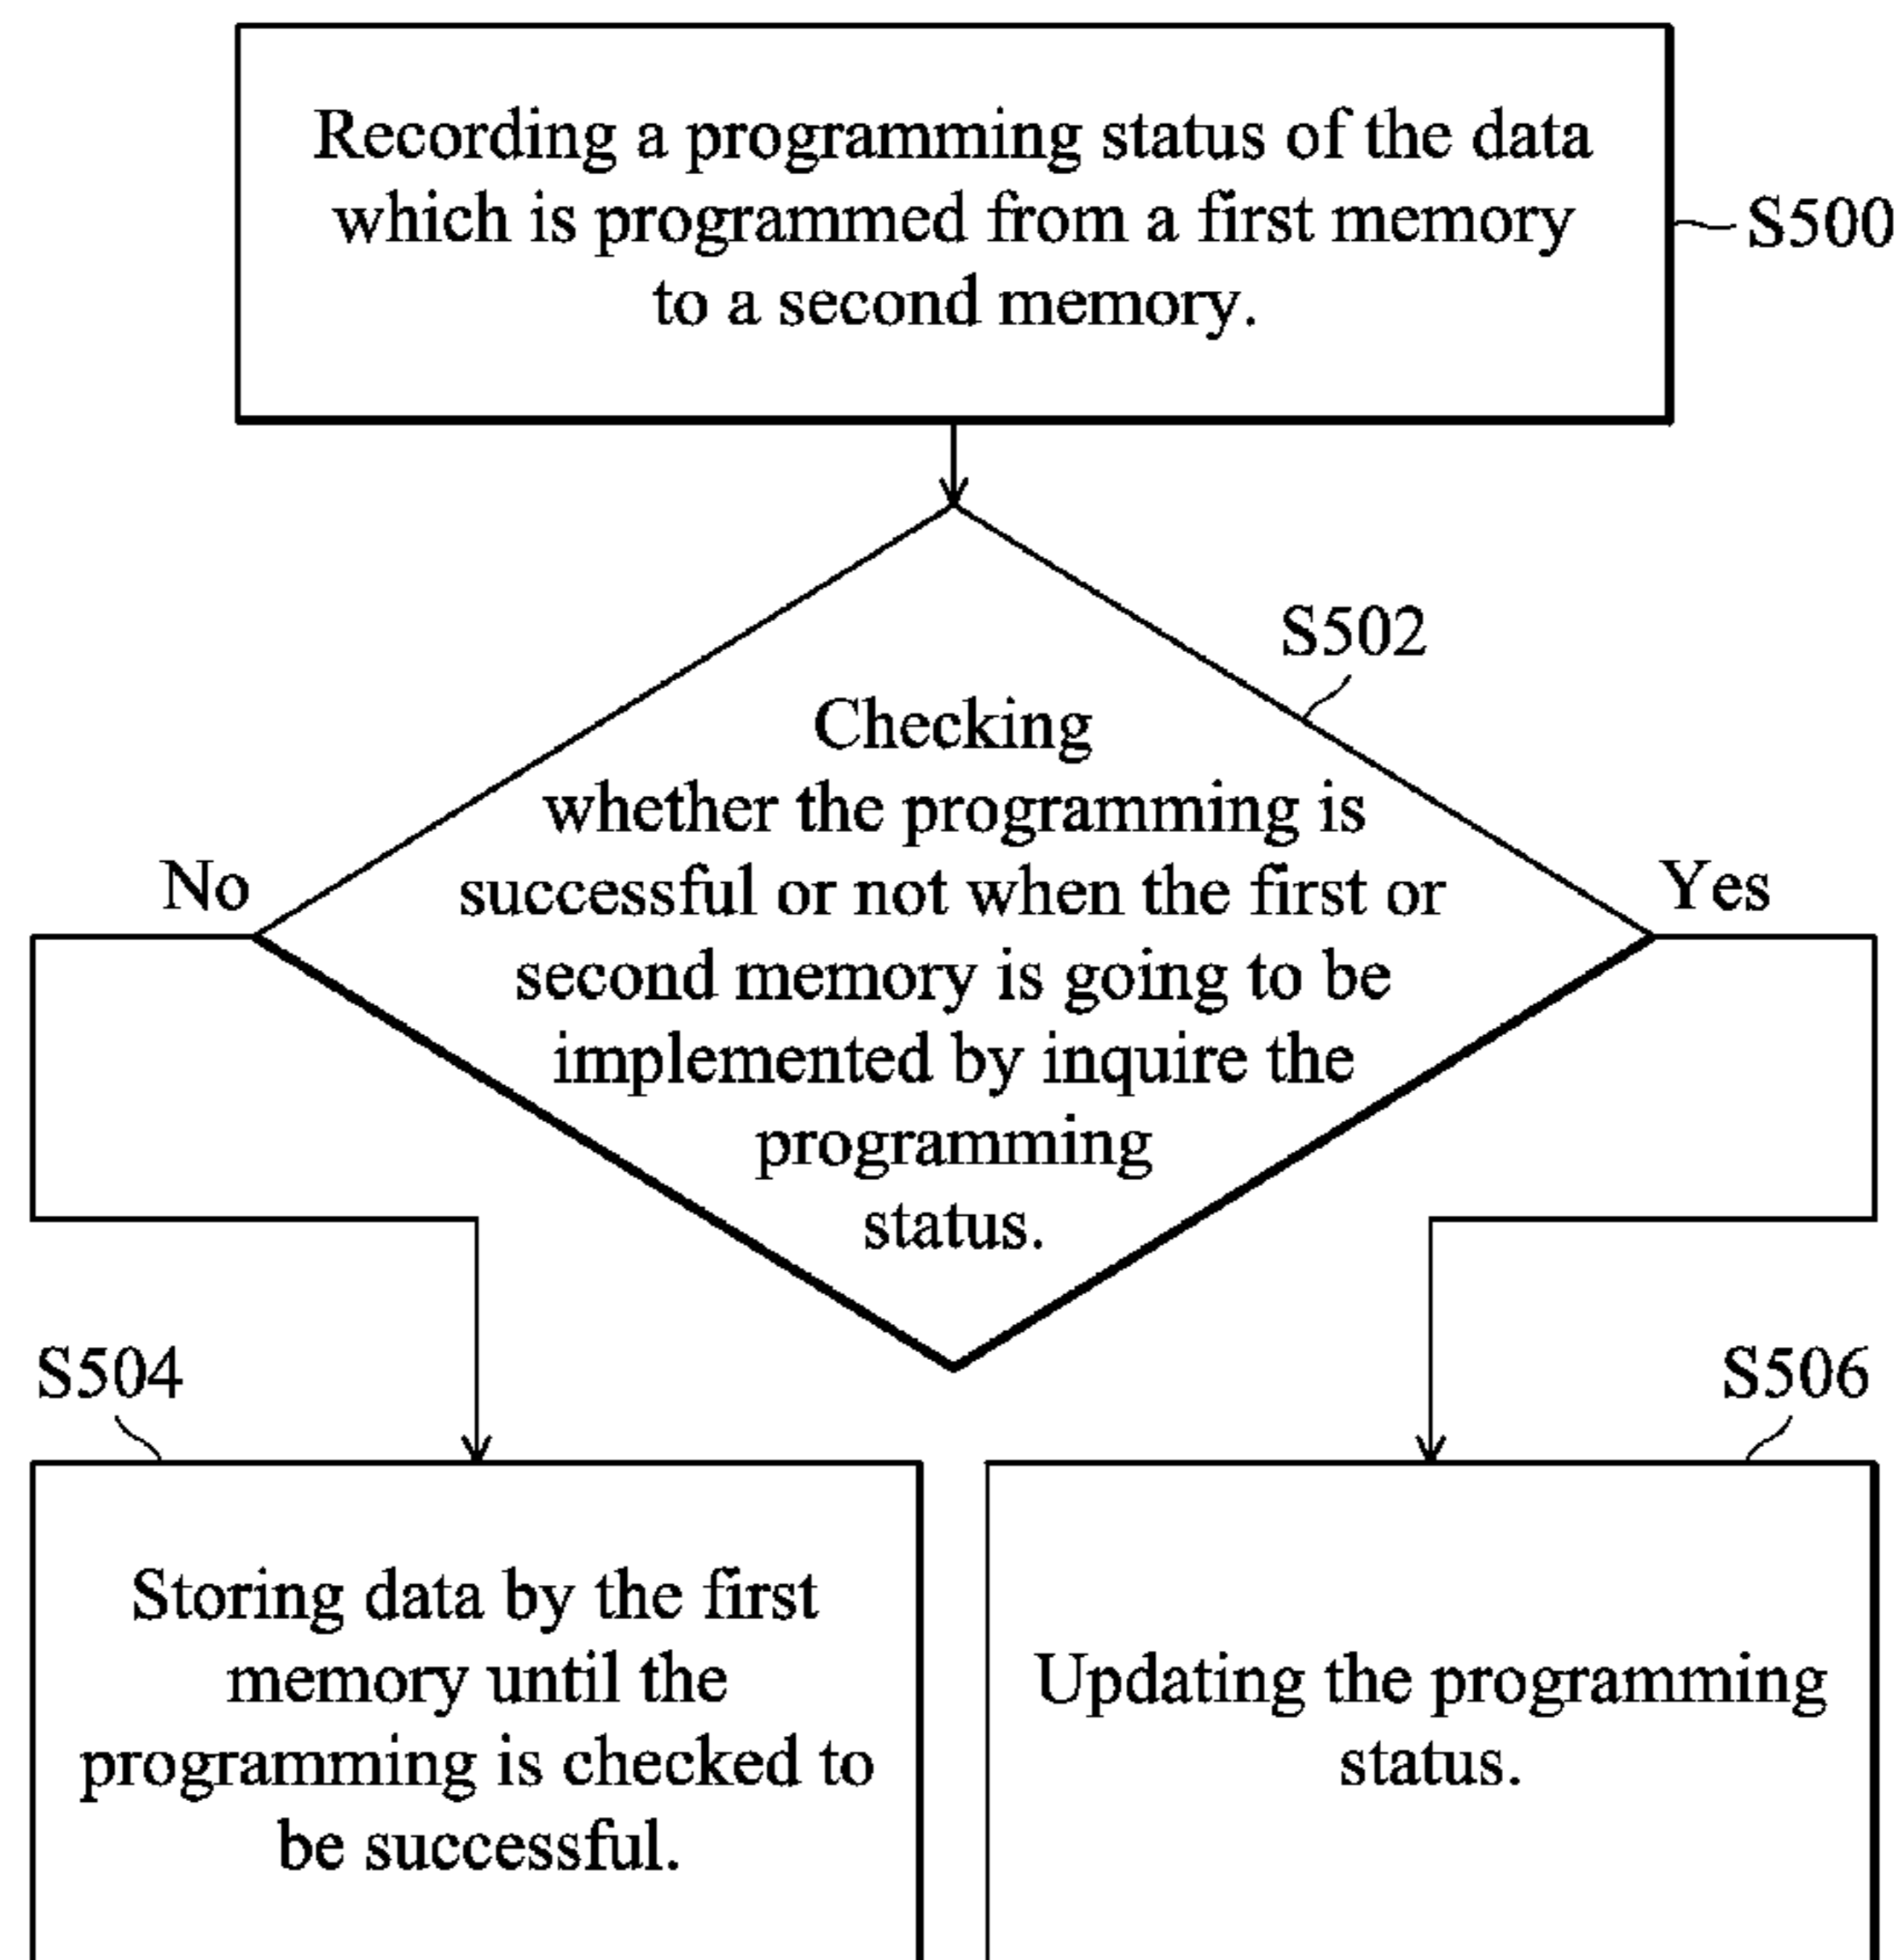 Recording a programming status of the data
which is programmed from a first memory
to a second memory.
S500
S502
Checking
whether the programming is
successful or not when the first or
second memory is going to be
implemented by inquire the
programming
status.
No
Yes
S504
Storing data by the first
memory until the
programming is checked to
be successful.
S506
Updating the programming
status.